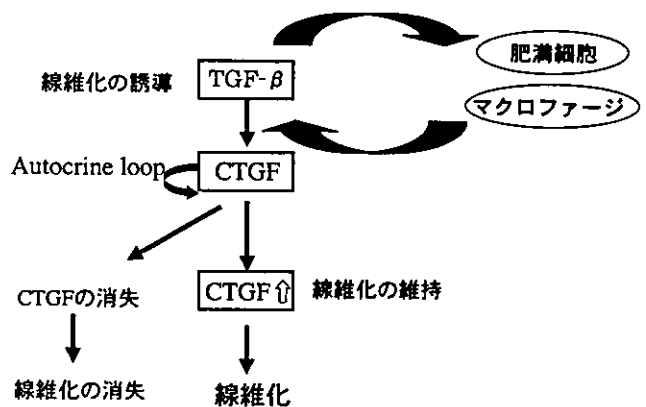 肥満細胞
線維化の誘導 TGF-β
マクロファージ
Autocrine loop CTGF
CTGFの消失 CTGF⇧ 線維化の維持
線維化の消失 線維化